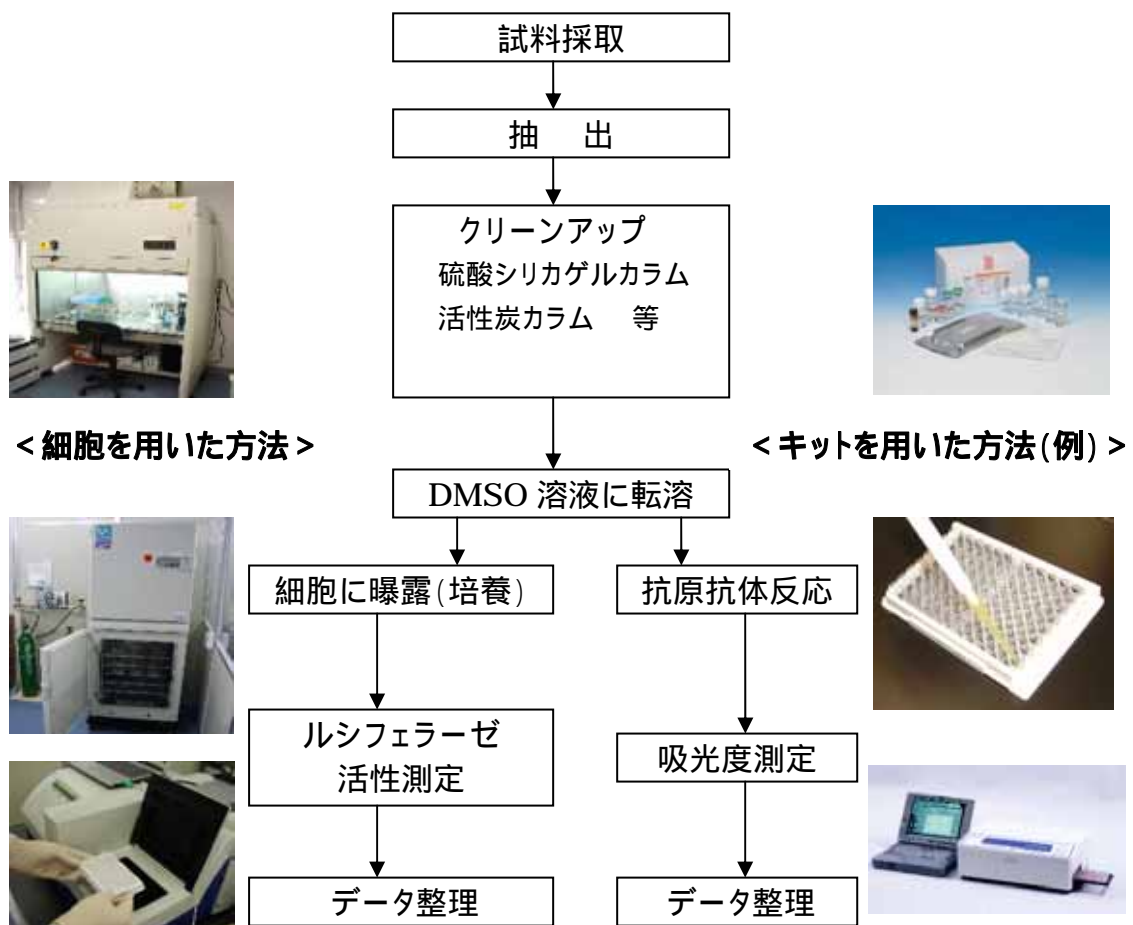 試料採取
抽 出
クリーンアップ
硫酸シリカゲルカラム
活性炭カラム 等
<細胞を用いた方法>
<キットを用いた方法(例)>
DMSO 溶液に転溶
細胞に曝露(培養)
抗原抗体反応
ルシフェラーゼ
活性測定
吸光度測定
データ整理
データ整理